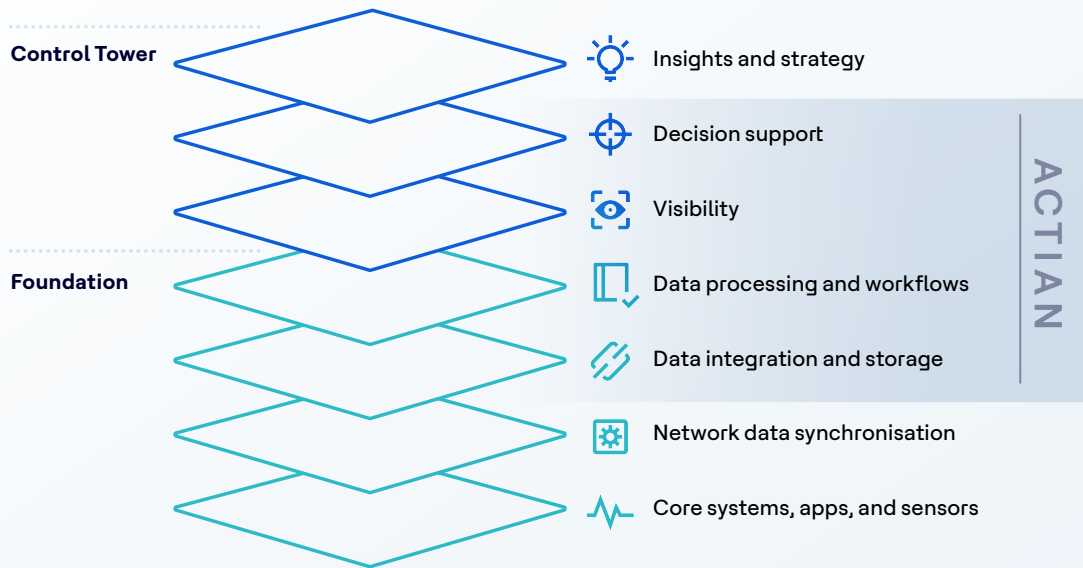 Control Tower
Insights and strategy
Decision support
Visibility
Foundation
Data processing and workflows
Data integration and storage
Network data synchronisation
Core systems, apps, and sensors
ACTIAN